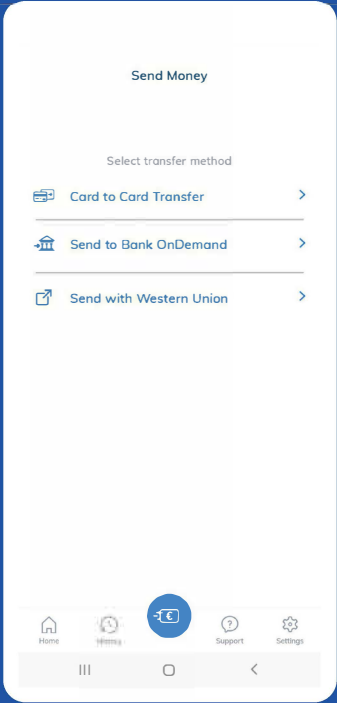 Send Money
Select transfer method
Card to Card Transfer
Send to Bank OnDemand
Send with Western Union
€
Home
Support
Settings